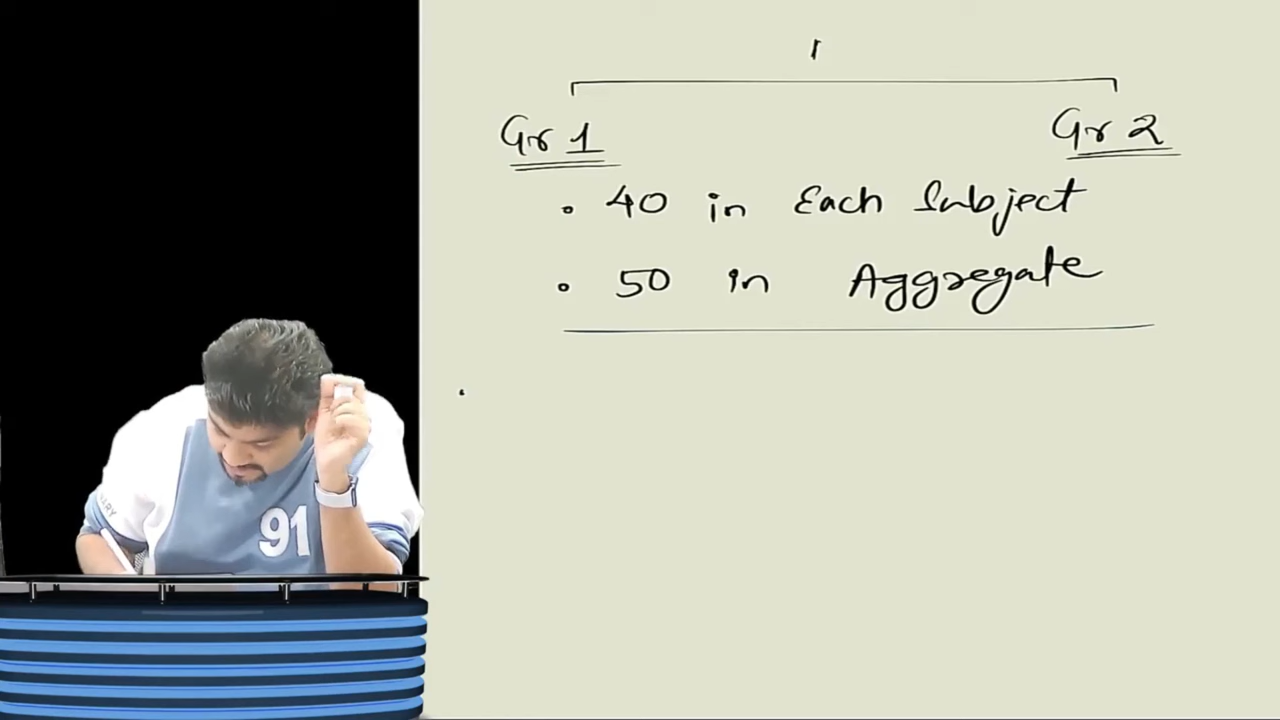 Gr 1
Gr 2
• 40 in Each Subject
• 50 in Aggregate
91